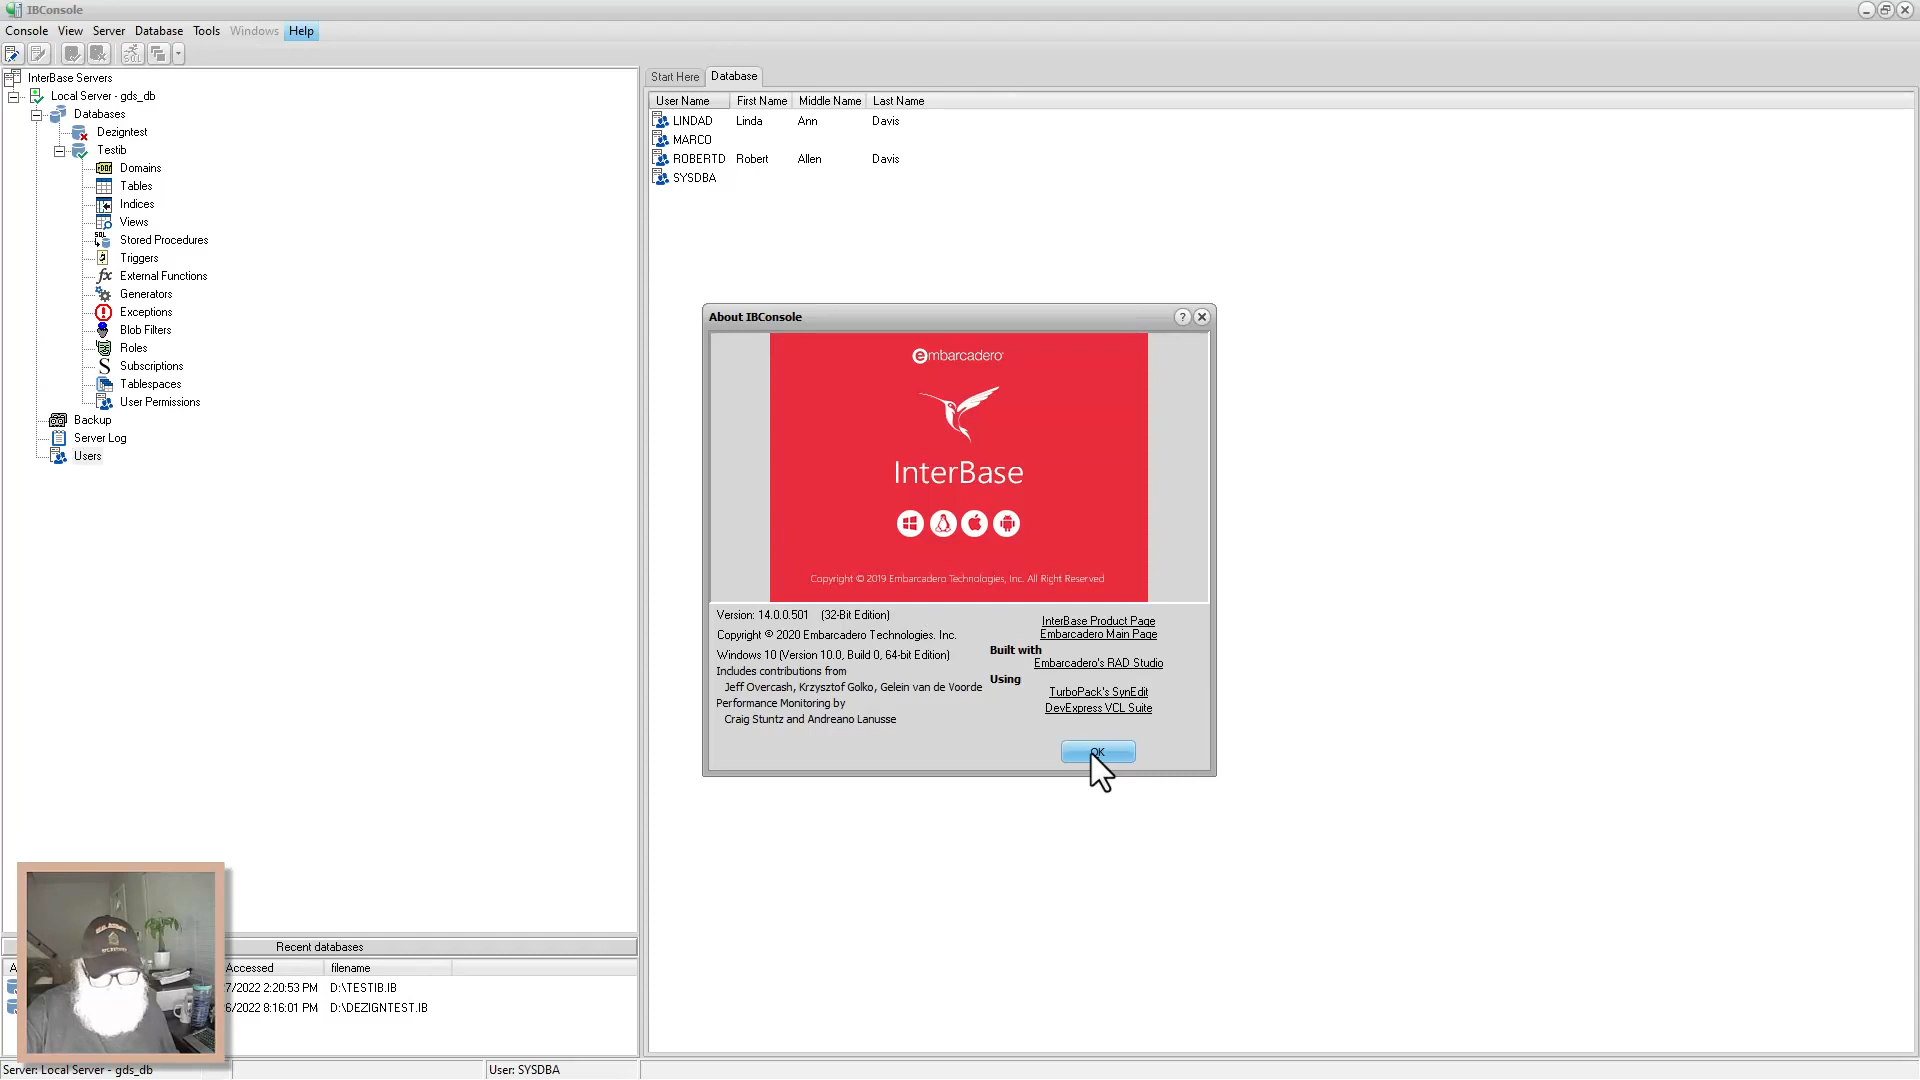 IBConsole
Console View Server Database Tools Windows Help
InterBase Servers
Local Server - gds_db
Databases
Dezigntest
Testib
Domains
Tables
Indices
Views
Stored Procedures
Triggers
External Functions
Generators
Exceptions
Blob Filters
Roles
Subscriptions
Tablespaces
User Permissions
Backup
Server Log
Users
Recent databases
A Accessed filename
7/2022 2:20:53 PM D:\TESTIB.IB
6/2022 8:16:01 PM D:\DEZIGNTEST.IB
Server: Local Server - gds_db User: SYSDBA
Start Here Database
User Name First Name Middle Name Last Name
LINDAD Linda Ann Davis
MARCO
ROBERTD Robert Allen Davis
SYSDBA
About IBConsole
embarcadero
InterBase
Copyright © 2019 Embarcadero Technologies, Inc. All Right Reserved
Version: 14.0.0.501 (32-Bit Edition)
Copyright © 2020 Embarcadero Technologies. Inc.
Windows 10 (Version 10.0, Build 0, 64-bit Edition)
Includes contributions from
Jeff Overcash, Krzysztof Golko, Gelein van de Voorde
Performance Monitoring by
Craig Stuntz and Andreano Lanusse
InterBase Product Page
Embarcadero Main Page
Built with
Embarcadero's RAD Studio
Using
TurboPack's SynEdit
DevExpress VCL Suite
OK